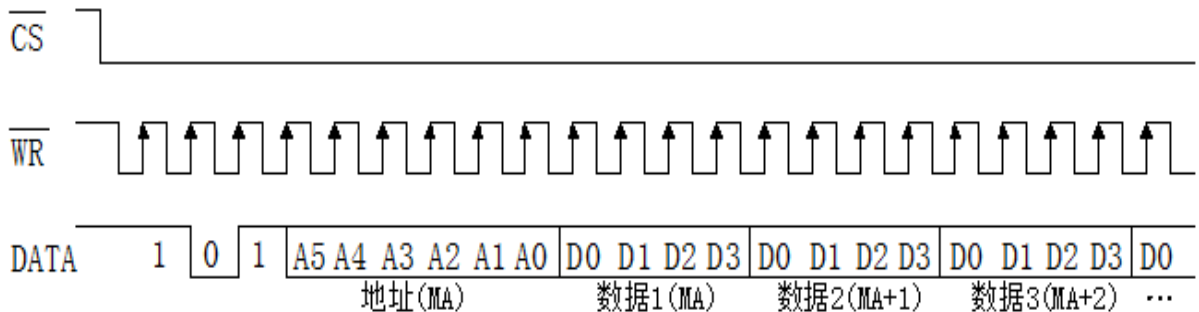 CS
WR
DATA 1 0 1 A5 A4 A3 A2 A1 A0 D0 D1 D2 D3 D0 D1 D2 D3 D0 D1 D2 D3 D0
地址(MA) 数据1(MA) 数据2(MA+1) 数据3(MA+2) …